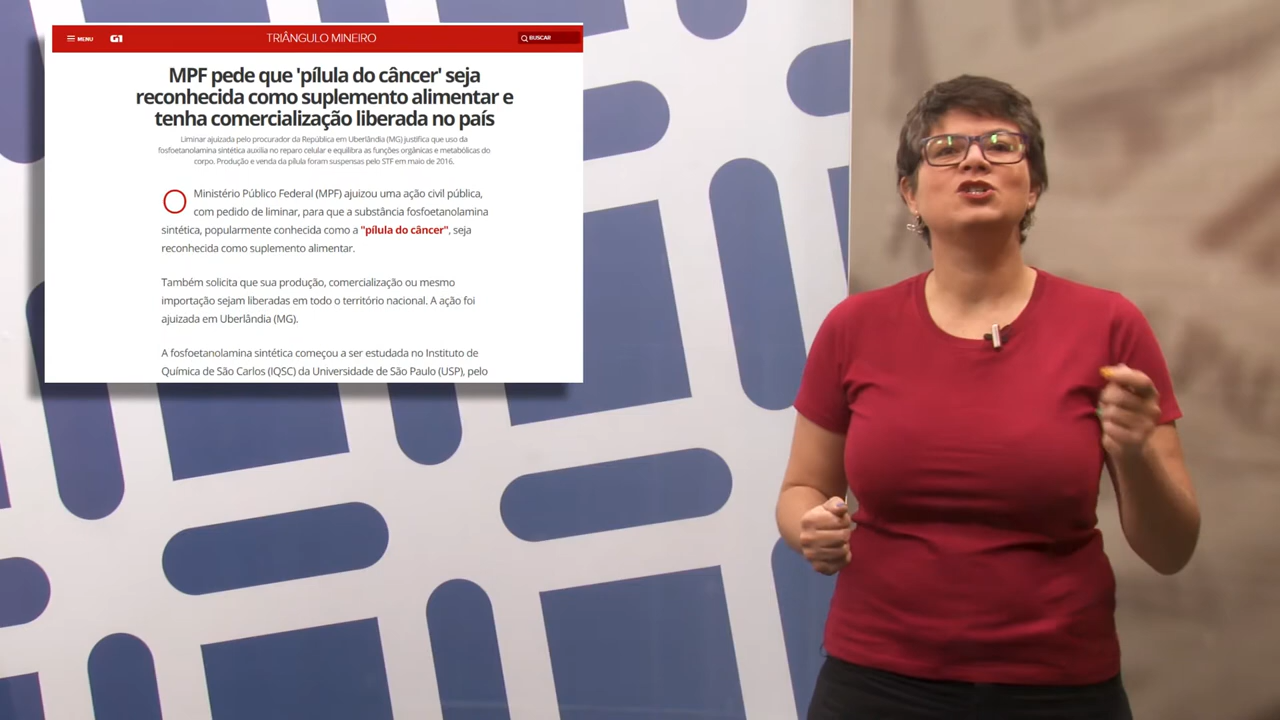 MENU G1 TRIÂNGULO MINEIRO BUSCAR
MPF pede que 'pílula do câncer' seja
reconhecida como suplemento alimentar e
tenha comercialização liberada no país
Liminar ajuizada pelo procurador da República em Uberlândia (MG) justifica que uso da
fosfoetanolamina sintética auxilia no reparo celular e equilibra as funções orgânicas e metabólicas do
corpo. Produção e venda da pílula foram suspensas pelo STF em maio de 2016.
O Ministério Público Federal (MPF) ajuizou uma ação civil pública,
com pedido de liminar, para que a substância fosfoetanolamina
sintética, popularmente conhecida como a "pílula do câncer", seja
reconhecida como suplemento alimentar.
Também solicita que sua produção, comercialização ou mesmo
importação sejam liberadas em todo o território nacional. A ação foi
ajuizada em Uberlândia (MG).
A fosfoetanolamina sintética começou a ser estudada no Instituto de
Química de São Carlos (IQSC) da Universidade de São Paulo (USP), pelo